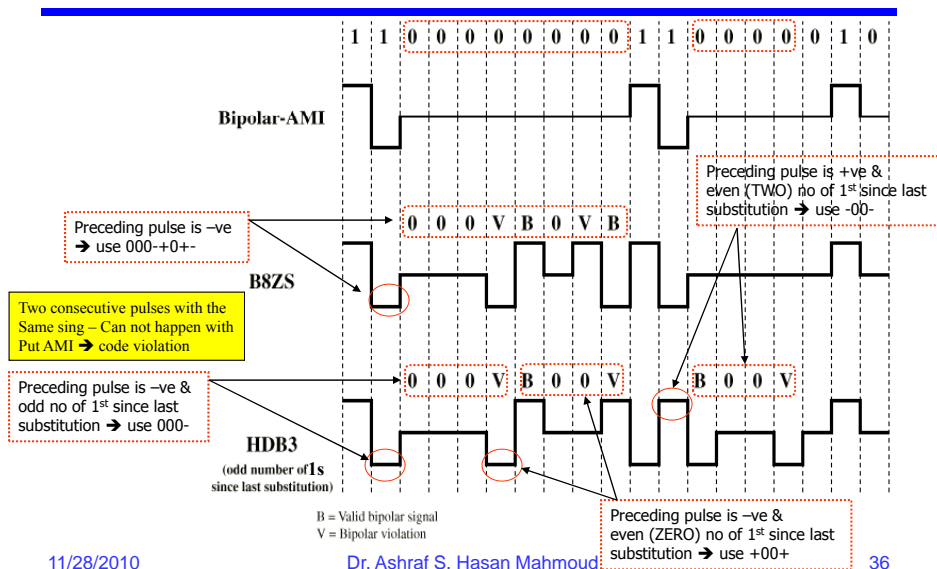 1 1 0 0 0 0 0 0 0 0 1 1 0 0 0 0 0 1 0
Bipolar-AMI
Preceding pulse is +ve &
even (TWO) no of 1st since last
substitution ➔ use -00-
0 0 0 V B 0 V B
Preceding pulse is –ve
➔ use 000-+0+-
B8ZS
Two consecutive pulses with the
Same sing – Can not happen with
Put AMI ➔ code violation
0 0 0 V B 0 0 V B 0 0 V
Preceding pulse is –ve &
odd no of 1st since last
substitution ➔ use 000-
HDB3
(odd number of 1s
since last substitution)
B = Valid bipolar signal
V = Bipolar violation
Preceding pulse is –ve &
even (ZERO) no of 1st since last
substitution ➔ use +00+
11/28/2010 Dr. Ashraf S. Hasan Mahmoud 36